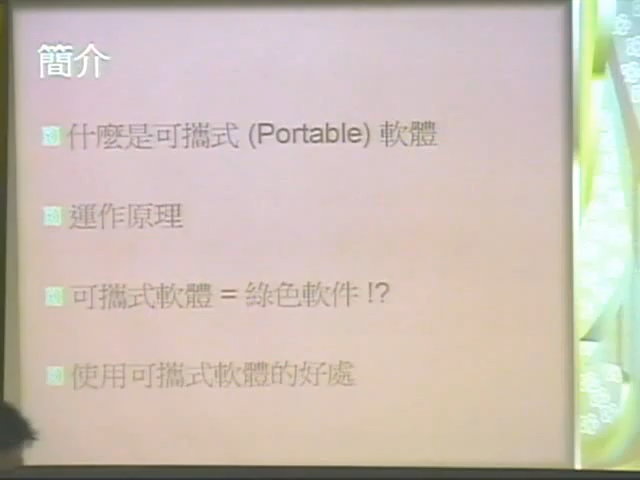 簡介
什麼是可攜式 (Portable) 軟體
運作原理
可攜式軟體 = 綠色軟件 !?
使用可攜式軟體的好處